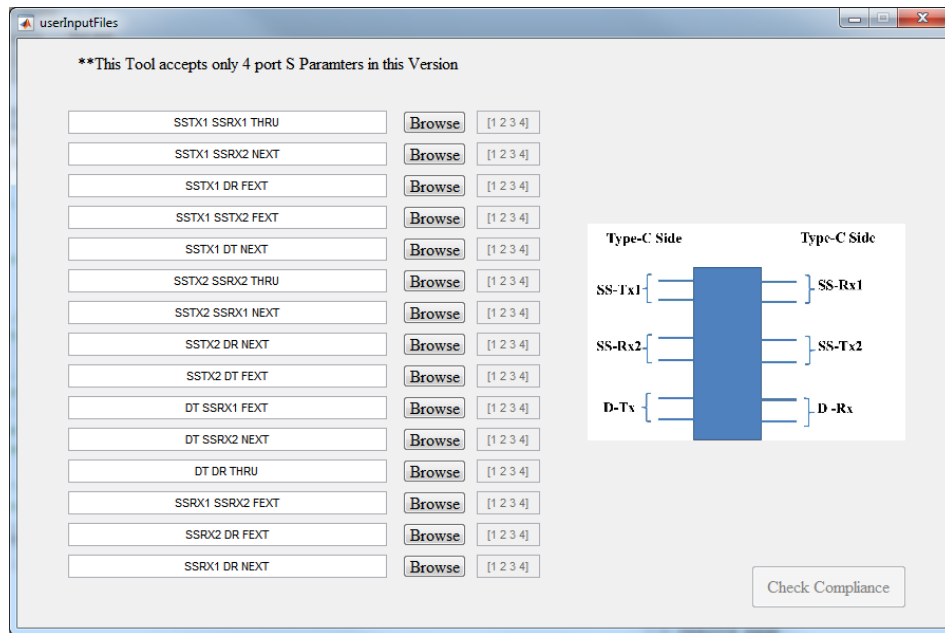 userInputFiles
**This Tool accepts only 4 port S Paramters in this Version
SSTX1 SSRX1 THRU Browse [1 2 3 4]
SSTX1 SSRX2 NEXT Browse [1 2 3 4]
SSTX1 DR FEXT Browse [1 2 3 4]
SSTX1 SSTX2 FEXT Browse [1 2 3 4]
SSTX1 DT NEXT Browse [1 2 3 4]
SSTX2 SSRX2 THRU Browse [1 2 3 4]
SSTX2 SSRX1 NEXT Browse [1 2 3 4]
SSTX2 DR NEXT Browse [1 2 3 4]
SSTX2 DT FEXT Browse [1 2 3 4]
DT SSRX1 FEXT Browse [1 2 3 4]
DT SSRX2 NEXT Browse [1 2 3 4]
DT DR THRU Browse [1 2 3 4]
SSRX1 SSRX2 FEXT Browse [1 2 3 4]
SSRX2 DR FEXT Browse [1 2 3 4]
SSRX1 DR NEXT Browse [1 2 3 4]
Type-C Side Type-C Side
SS-Tx1 SS-Rx1
SS-Rx2 SS-Tx2
D-Tx D -Rx
Check Compliance